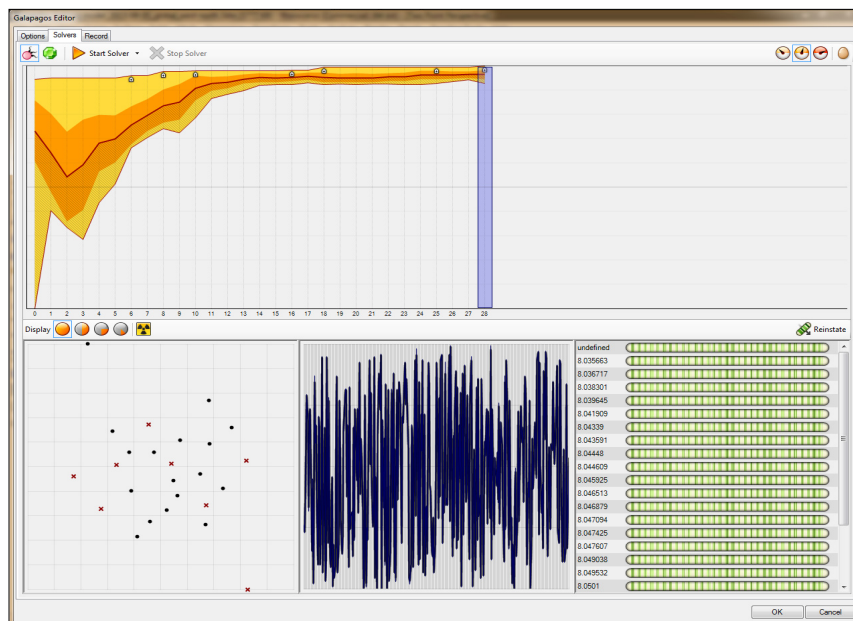 Galapagos Editor
Options Solvers Record
Start Solver Stop Solver
0 1 2 3 4 5 6 7 8 9 10 11 12 13 14 15 16 17 18 19 20 21 22 23 24 25 26 27 28
Display Reinstate
undefined
8.035663
8.036717
8.038301
8.039645
8.041909
8.04339
8.043591
8.04448
8.044609
8.045925
8.046513
8.046879
8.047094
8.047425
8.047607
8.049038
8.049532
8.0501
OK Cancel